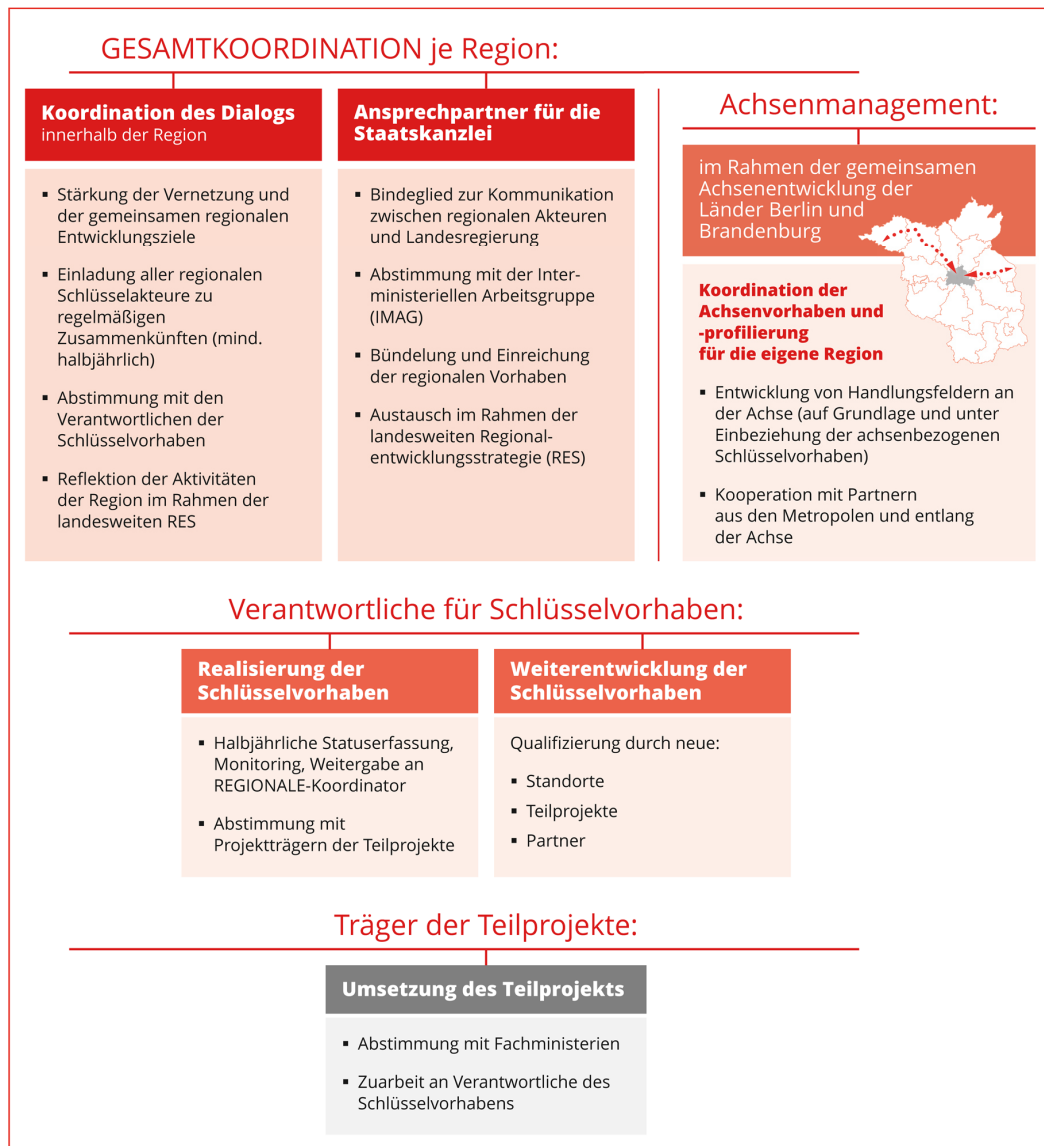 GESAMTKOORDINATION je Region:
Koordination des Dialogs
innerhalb der Region
▪ Stärkung der Vernetzung und
der gemeinsamen regionalen
Entwicklungsziele
▪ Einladung aller regionalen
Schlüsselakteure zu
regelmäßigen
Zusammenkünften (mind.
halbjährlich)
▪ Abstimmung mit den
Verantwortlichen der
Schlüsselvorhaben
▪ Reflektion der Aktivitäten
der Region im Rahmen der
landesweiten RES
Ansprechpartner für die
Staatskanzlei
▪ Bindeglied zur Kommunikation
zwischen regionalen Akteuren
und Landesregierung
▪ Abstimmung mit der Inter-
ministeriellen Arbeitsgruppe
(IMAG)
▪ Bündelung und Einreichung
der regionalen Vorhaben
▪ Austausch im Rahmen der
landesweiten Regional-
entwicklungsstrategie (RES)
Achsenmanagement:
im Rahmen der gemeinsamen
Achsenentwicklung der
Länder Berlin und
Brandenburg
Koordination der
Achsenvorhaben und
-profilierung
für die eigene Region
▪ Entwicklung von Handlungsfeldern an
der Achse (auf Grundlage und unter
Einbeziehung der achsenbezogenen
Schlüsselvorhaben)
▪ Kooperation mit Partnern
aus den Metropolen und entlang
der Achse
Verantwortliche für Schlüsselvorhaben:
Realisierung der
Schlüsselvorhaben
▪ Halbjährliche Statuserfassung,
Monitoring, Weitergabe an
REGIONALE-Koordinator
▪ Abstimmung mit
Projektträgern der Teilprojekte
Weiterentwicklung der
Schlüsselvorhaben
Qualifizierung durch neue:
▪ Standorte
▪ Teilprojekte
▪ Partner
Träger der Teilprojekte:
Umsetzung des Teilprojekts
▪ Abstimmung mit Fachministerien
▪ Zuarbeit an Verantwortliche des
Schlüsselvorhabens